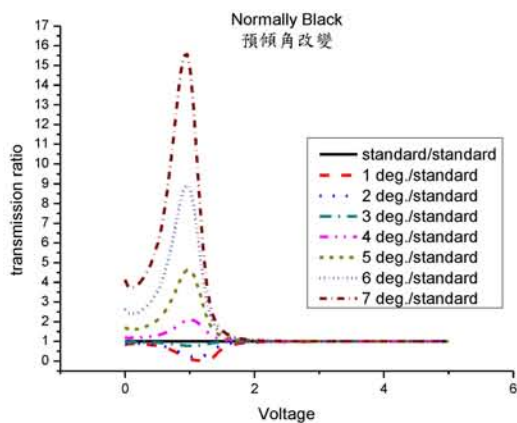 Normally Black
預傾角改變
17
16
15
14
13
12
11
10
9
8
7
6
5
4
3
2
1
0
transmission ratio
standard/standard
1 deg./standard
2 deg./standard
3 deg./standard
4 deg./standard
5 deg./standard
6 deg./standard
7 deg./standard
0 2 4 6
Voltage